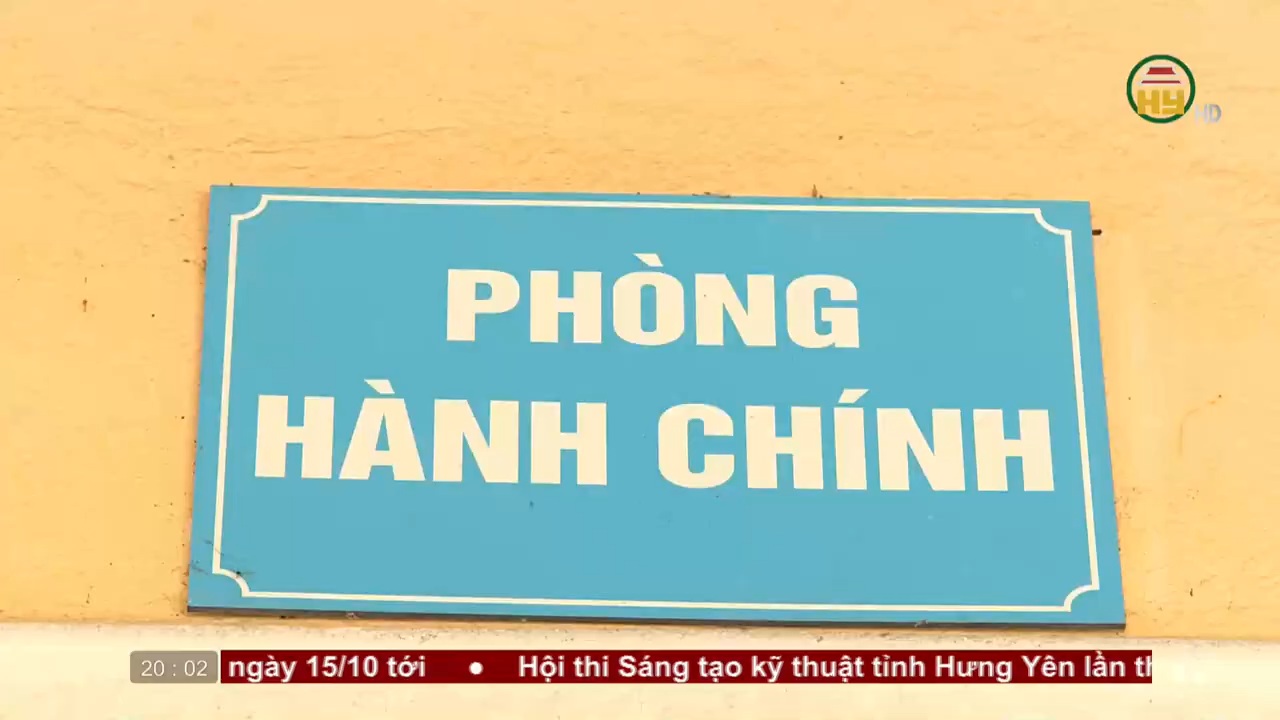 HY HD
PHÒNG
HÀNH CHÍNH
20 : 02 ngày 15/10 tới • Hội thi Sáng tạo kỹ thuật tỉnh Hưng Yên lần